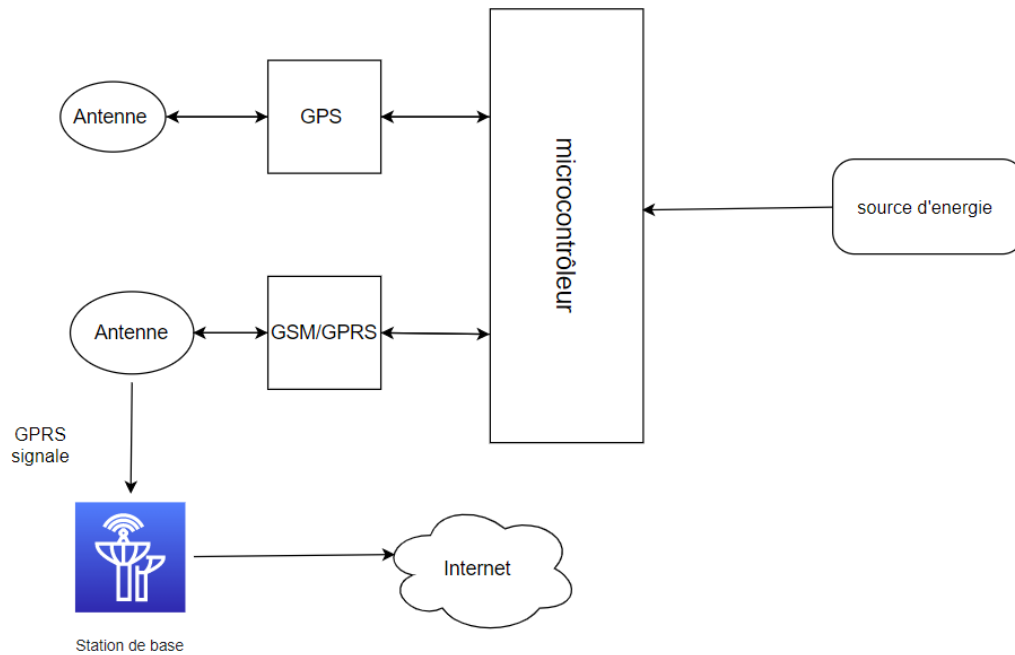 Antenne
GPS
microcontrôleur
source d'energie
Antenne
GSM/GPRS
GPRS
signale
Internet
Station de base